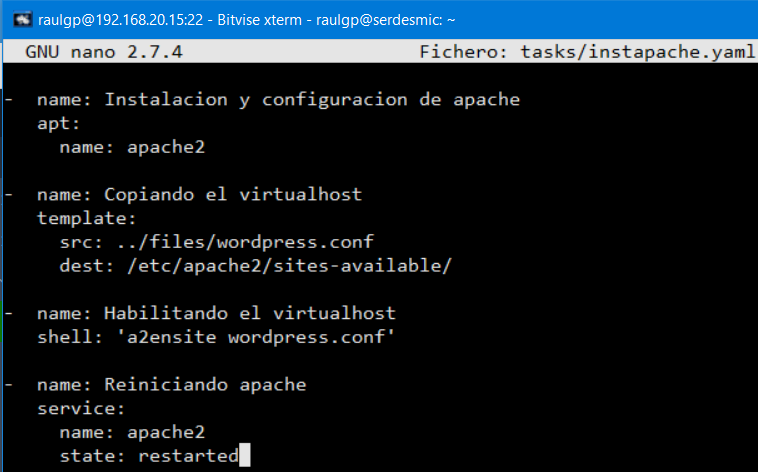 raulgp@192.168.20.15:22 - Bitvise xterm - raulgp@serdesmic: ~
GNU nano 2.7.4 Fichero: tasks/instapache.yaml
- name: Instalacion y configuracion de apache
apt:
name: apache2
- name: Copiando el virtualhost
template:
src: ../files/wordpress.conf
dest: /etc/apache2/sites-available/
- name: Habilitando el virtualhost
shell: 'a2ensite wordpress.conf'
- name: Reiniciando apache
service:
name: apache2
state: restarted